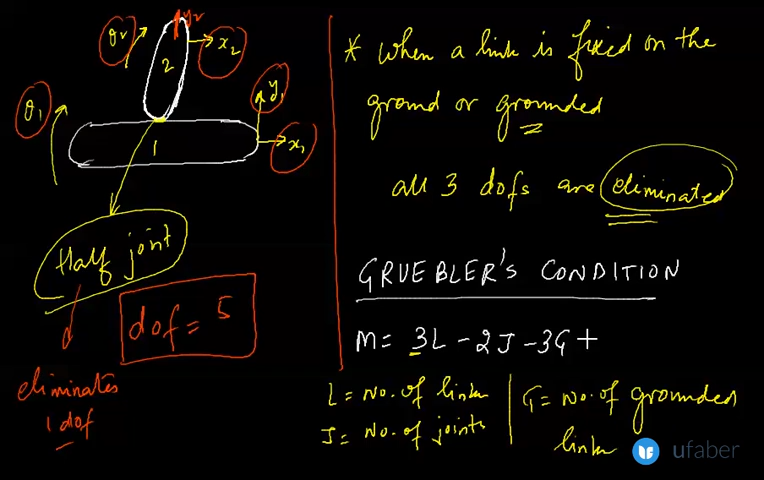 θ2
y2
x2
2
θ1
y1
x1
1
Half joint
dof = 5
eliminates
1 dof
* When a link is fixed on the
ground or grounded
all 3 dofs are eliminated
GRUEBLER'S CONDITION
M = 3L - 2J - 3G +
L = No. of links
J = No. of joints
G = No. of grounded
links
ufaber